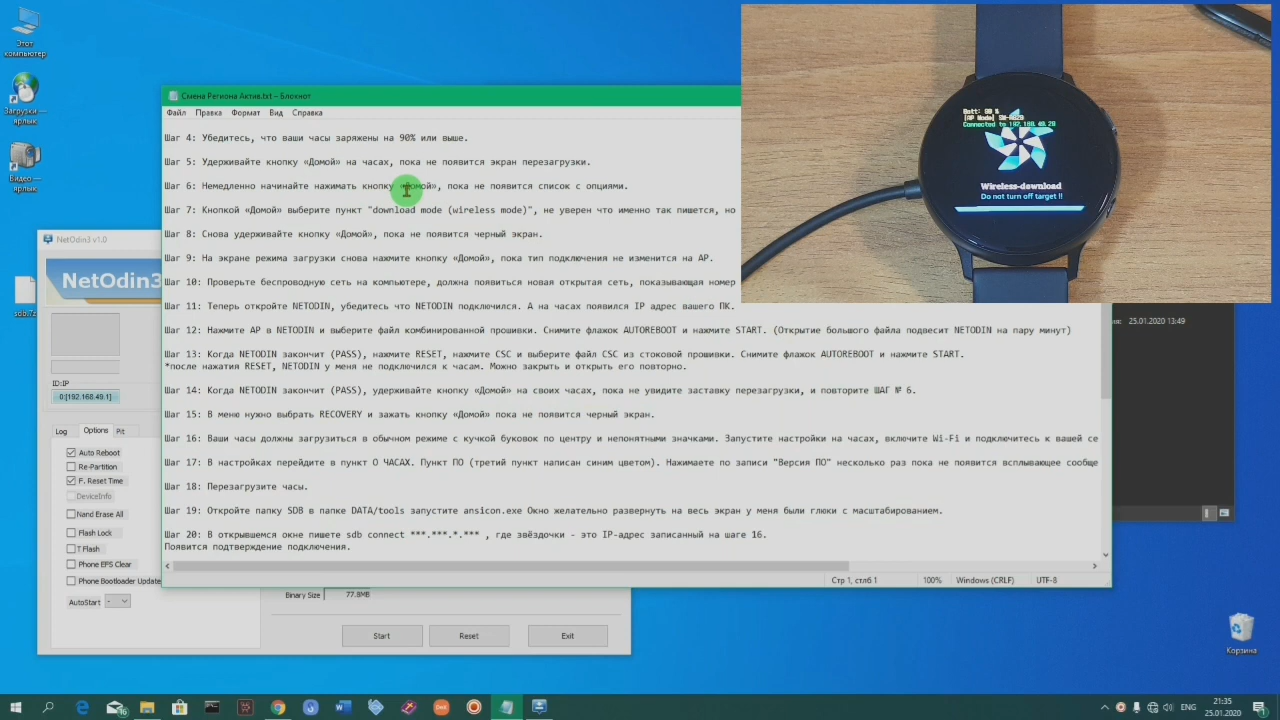 Этот
компьютер
Загрузки —
ярлык
Видео —
ярлык
sdb.7z
Корзина
Смена Региона Актив.txt – Блокнот
Файл Правка Формат Вид Справка
Шаг 4: Убедитесь, что ваши часы заряжены на 90% или выше.
Шаг 5: Удерживайте кнопку «Домой» на часах, пока не появится экран перезагрузки.
Шаг 6: Немедленно начинайте нажимать кнопку «Домой», пока не появится список с опциями.
Шаг 7: Кнопкой «Домой» выберите пункт "download mode (wireless mode)", не уверен что именно так пишется, но
Шаг 8: Снова удерживайте кнопку «Домой», пока не появится черный экран.
Шаг 9: На экране режима загрузки снова нажмите кнопку «Домой», пока тип подключения не изменится на AP.
Шаг 10: Проверьте беспроводную сеть на компьютере, должна появиться новая открытая сеть, показывающая номер
Шаг 11: Теперь откройте NETODIN, убедитесь что NETODIN подключился. А на часах появился IP адрес вашего ПК.
Шаг 12: Нажмите AP в NETODIN и выберите файл комбинированной прошивки. Снимите флажок AUTOREBOOT и нажмите START. (Открытие большого файла подвесит NETODIN на пару минут)
Шаг 13: Когда NETODIN закончит (PASS), нажмите RESET, нажмите CSC и выберите файл CSC из стоковой прошивки. Снимите флажок AUTOREBOOT и нажмите START.
*после нажатия RESET, NETODIN у меня не подключился к часам. Можно закрыть и открыть его повторно.
Шаг 14: Когда NETODIN закончит (PASS), удерживайте кнопку «Домой» на своих часах, пока не увидите заставку перезагрузки, и повторите ШАГ № 6.
Шаг 15: В меню нужно выбрать RECOVERY и зажать кнопку «Домой» пока не появится черный экран.
Шаг 16: Ваши часы должны загрузиться в обычном режиме с кучкой буковок по центру и непонятными значками. Запустите настройки на часах, включите Wi-Fi и подключитесь к вашей се
Шаг 17: В настройках перейдите в пункт О ЧАСАХ. Пункт ПО (третий пункт написан синим цветом). Нажимаете по записи "Версия ПО" несколько раз пока не появится всплывающее сообще
Шаг 18: Перезагрузите часы.
Шаг 19: Откройте папку SDB в папке DATA/tools запустите ansicon.exe Окно желательно развернуть на весь экран у меня были глюки с масштабированием.
Шаг 20: В открывшемся окне пишете sdb connect ***.***.*.*** , где звёздочки - это IP-адрес записанный на шаге 16.
Появится подтверждение подключения.
Стр 1, стлб 1 100% Windows (CRLF) UTF-8
NetOdin3 v1.0
NetOdin3
ID:IP
0:[192.168.49.1]
Log Options Pit
Auto Reboot
Re-Partition
F. Reset Time
DeviceInfo
Nand Erase All
Flash Lock
T Flash
Phone EFS Clear
Phone Bootloader Update
AutoStart -
Binary Size 77.8MB
Start Reset Exit
Batt: 90 %
[AP Mode] SM-R820
Connected to 192.168.49.29
Wireless-download
Do not turn off target !!
25.01.2020 13:49
ENG
21:35
25.01.2020